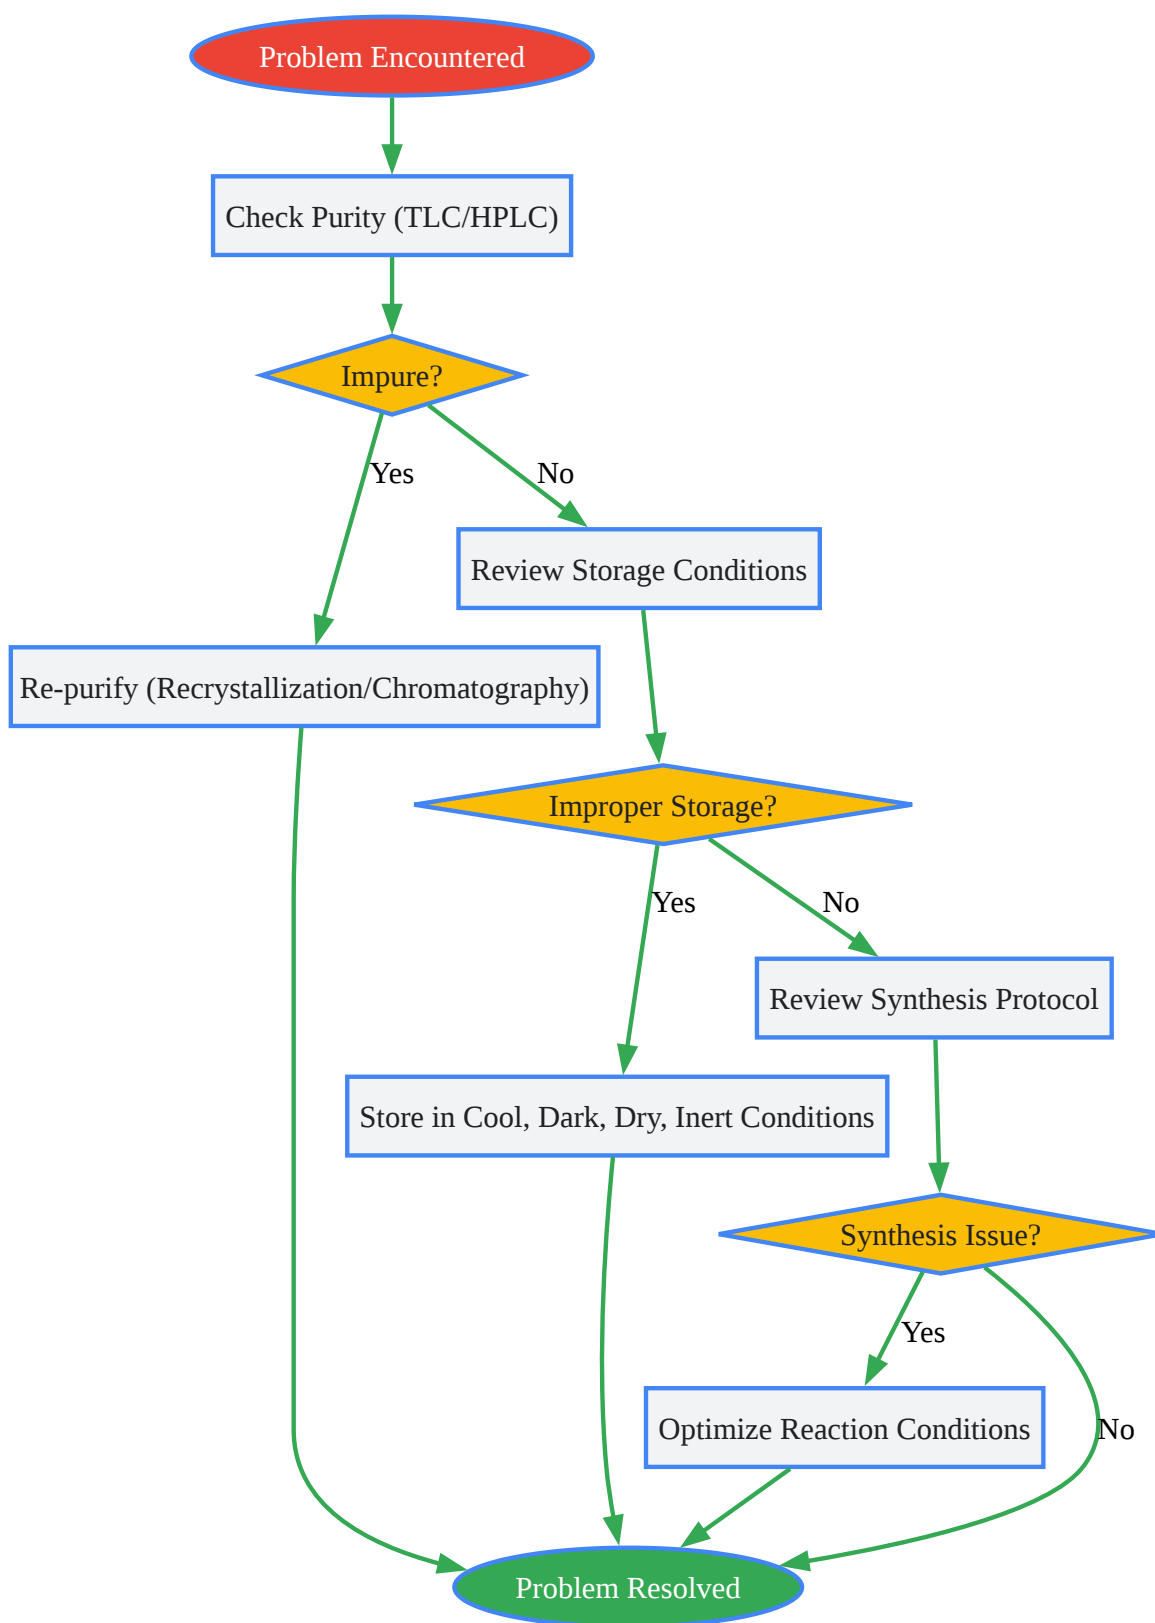 Problem Encountered
Check Purity (TLC/HPLC)
Impure?
Yes
No
Review Storage Conditions
Re-purify (Recrystallization/Chromatography)
Improper Storage?
Yes
No
Review Synthesis Protocol
Store in Cool, Dark, Dry, Inert Conditions
Synthesis Issue?
Yes
Optimize Reaction Conditions
No
Problem Resolved